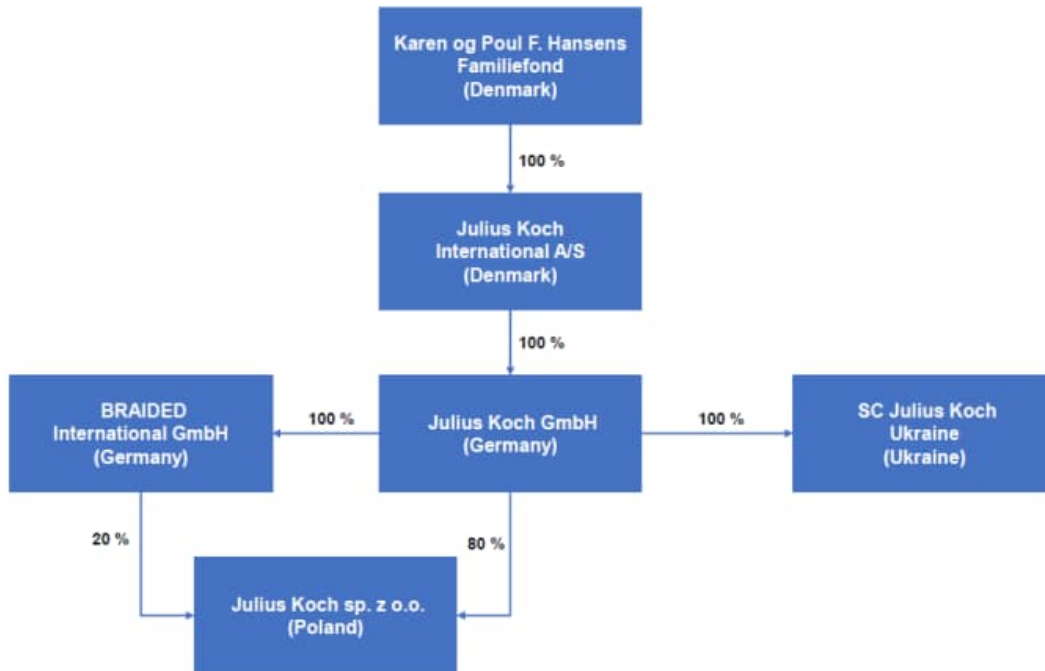 Karen og Poul F. Hansens
Familiefond
(Denmark)
100 %
Julius Koch
International A/S
(Denmark)
100 %
BRAIDED
International GmbH
(Germany)
100 %
Julius Koch GmbH
(Germany)
100 %
SC Julius Koch
Ukraine
(Ukraine)
20 %
80 %
Julius Koch sp. z o.o.
(Poland)